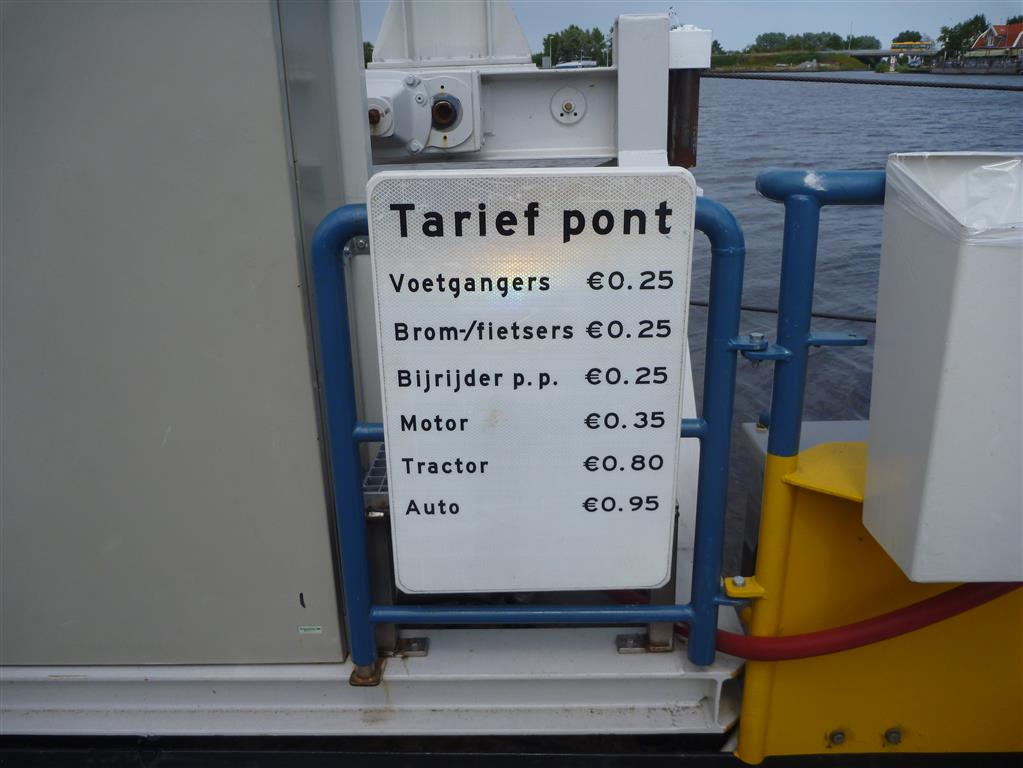 Tarief pont
Voetgangers €0.25
Brom-/fietsers €0.25
Bijrijder p.p. €0.25
Motor €0.35
Tractor €0.80
Auto €0.95